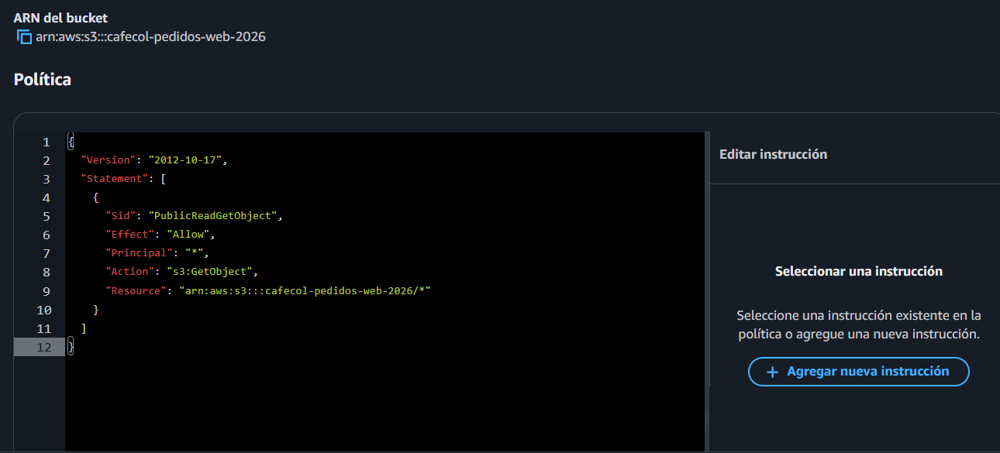 ARN del bucket
arn:aws:s3:::cafecol-pedidos-web-2026
Política
1 {
2 "Version": "2012-10-17",
3 "Statement": [
4 {
5 "Sid": "PublicReadGetObject",
6 "Effect": "Allow",
7 "Principal": "*",
8 "Action": "s3:GetObject",
9 "Resource": "arn:aws:s3:::cafecol-pedidos-web-2026/*"
10 }
11 ]
12 }
Editar instrucción
Seleccionar una instrucción
Seleccione una instrucción existente en la
política o agregue una nueva instrucción.
+ Agregar nueva instrucción